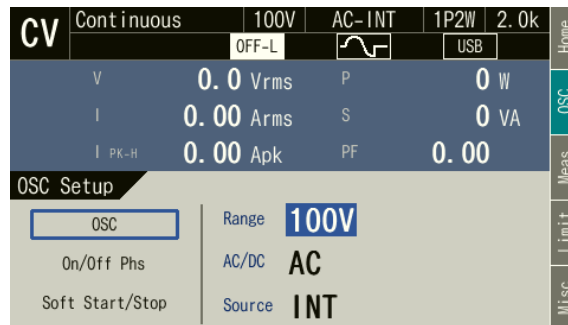 CV Continuous 100V AC-INT 1P2W 2.0k
OFF-L USB
V 0.0 Vrms P 0 W
I 0.00 Arms S 0 VA
I PK-H 0.00 Apk PF 0.00
OSC Setup
OSC Range 100V
On/Off Phs AC/DC AC
Soft Start/Stop Source INT
Home
OSC
Meas
Limit
Misc